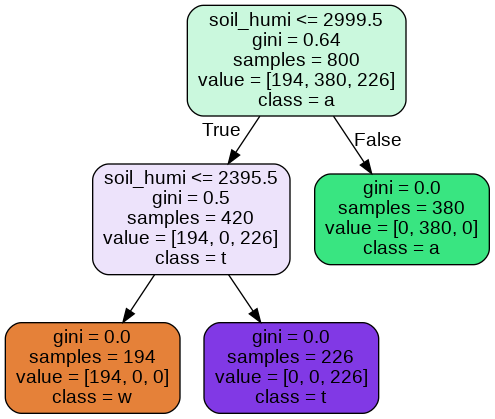 soil_humi <= 2999.5
gini = 0.64
samples = 800
value = [194, 380, 226]
class = a
True
False
soil_humi <= 2395.5
gini = 0.5
samples = 420
value = [194, 0, 226]
class = t
gini = 0.0
samples = 380
value = [0, 380, 0]
class = a
gini = 0.0
samples = 194
value = [194, 0, 0]
class = w
gini = 0.0
samples = 226
value = [0, 0, 226]
class = t